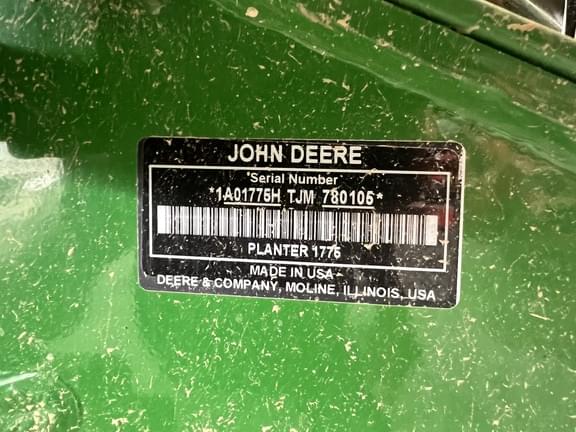 JOHN DEERE
Serial Number
*1A01775H TJM 780105*
PLANTER 1775
MADE IN USA
DEERE & COMPANY, MOLINE, ILLINOIS, USA